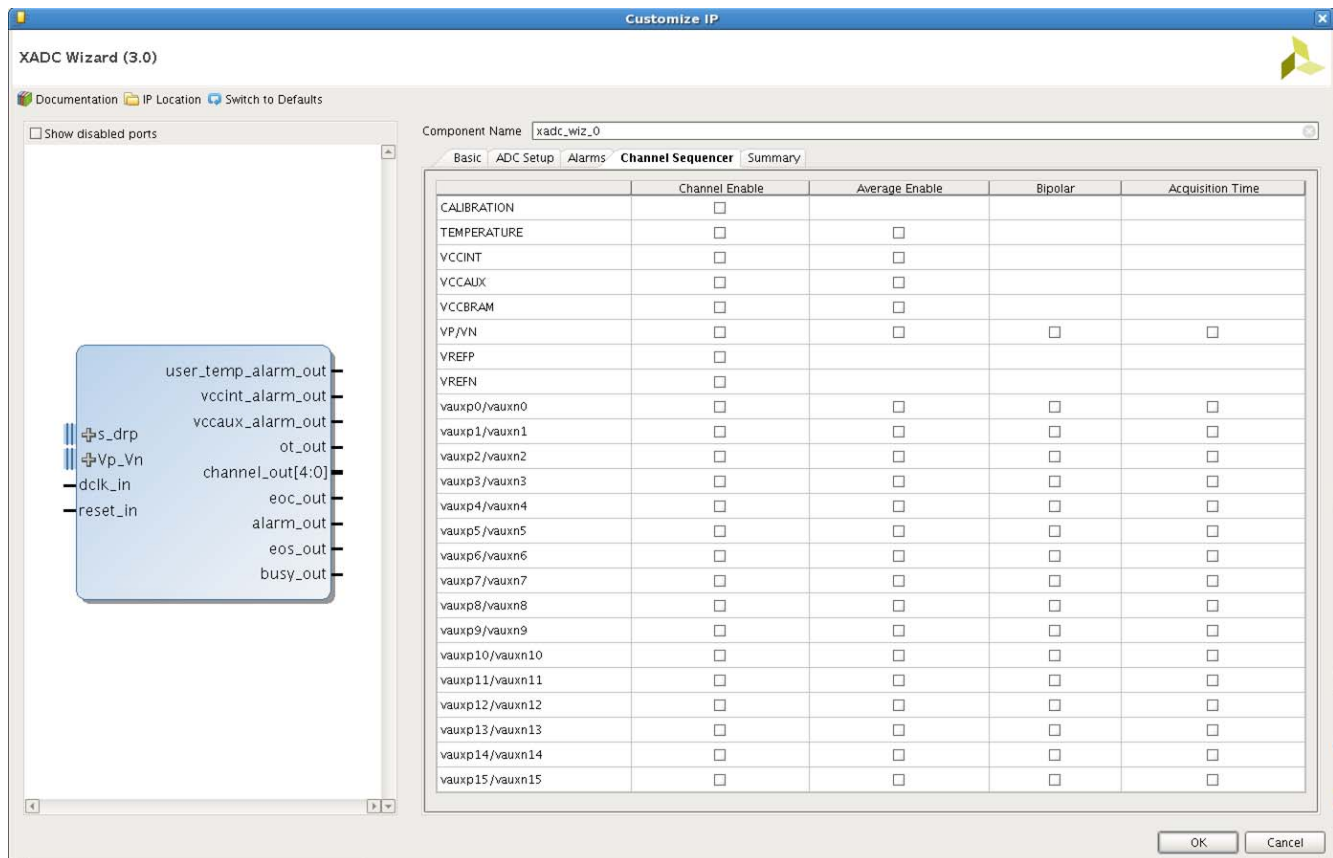 Customize IP
XADC Wizard (3.0)
Documentation IP Location Switch to Defaults
Show disabled ports
user_temp_alarm_out
vccint_alarm_out
vccaux_alarm_out
s_drp
ot_out
Vp_Vn
channel_out[4:0]
dclk_in
eoc_out
reset_in
alarm_out
eos_out
busy_out
Component Name xadc_wiz_0
Basic ADC Setup Alarms Channel Sequencer Summary
Channel Enable Average Enable Bipolar Acquisition Time
CALIBRATION
TEMPERATURE
VCCINT
VCCAUX
VCCBRAM
VP/VN
VREFP
VREFN
vauxp0/vauxn0
vauxp1/vauxn1
vauxp2/vauxn2
vauxp3/vauxn3
vauxp4/vauxn4
vauxp5/vauxn5
vauxp6/vauxn6
vauxp7/vauxn7
vauxp8/vauxn8
vauxp9/vauxn9
vauxp10/vauxn10
vauxp11/vauxn11
vauxp12/vauxn12
vauxp13/vauxn13
vauxp14/vauxn14
vauxp15/vauxn15
OK Cancel